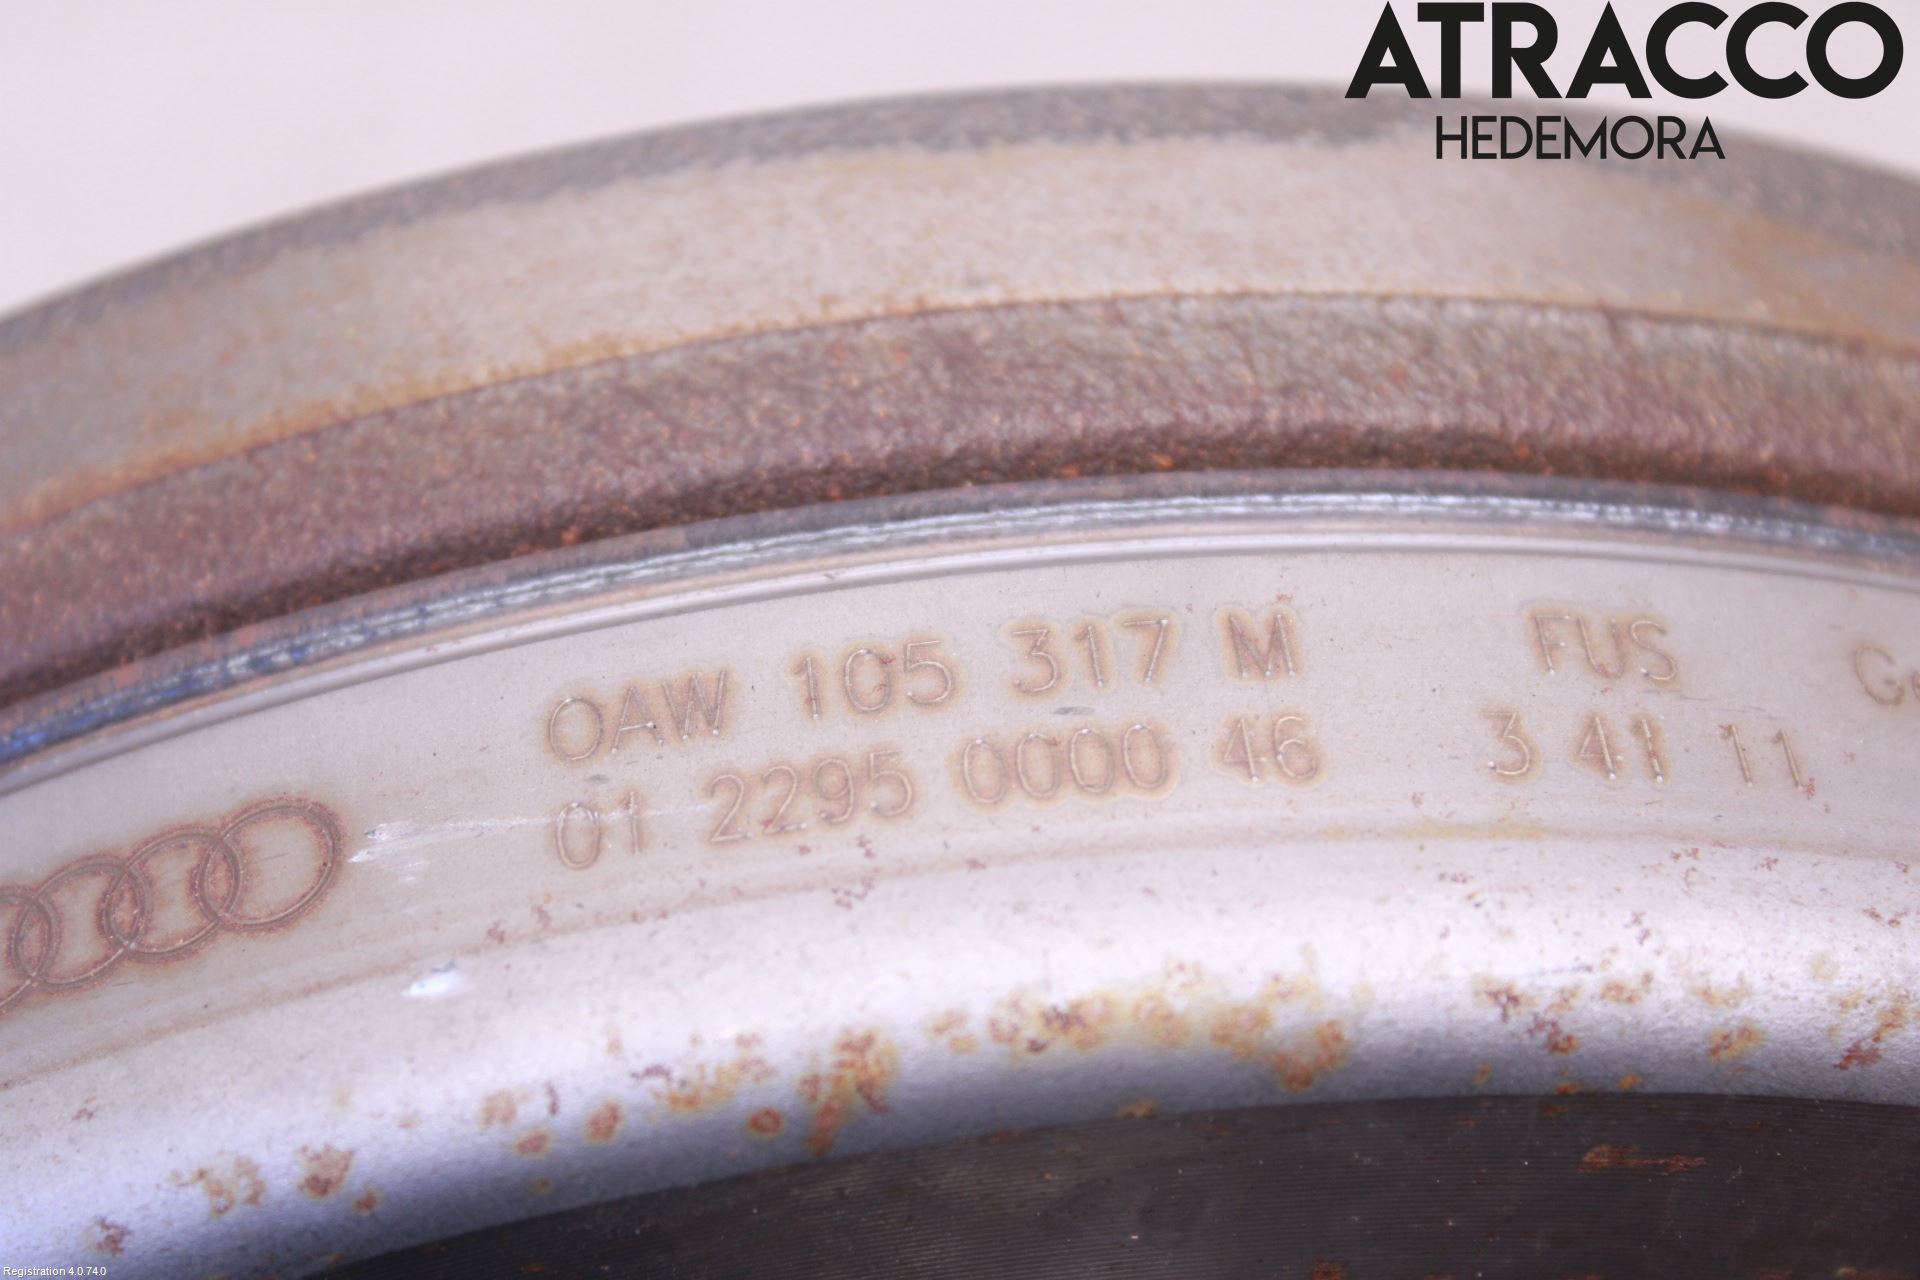 ATRACCO
HEDEMORA
0AW 105 317 M FUS
01 2295 0000 46 3 41 11
Registration 4.0.74.0